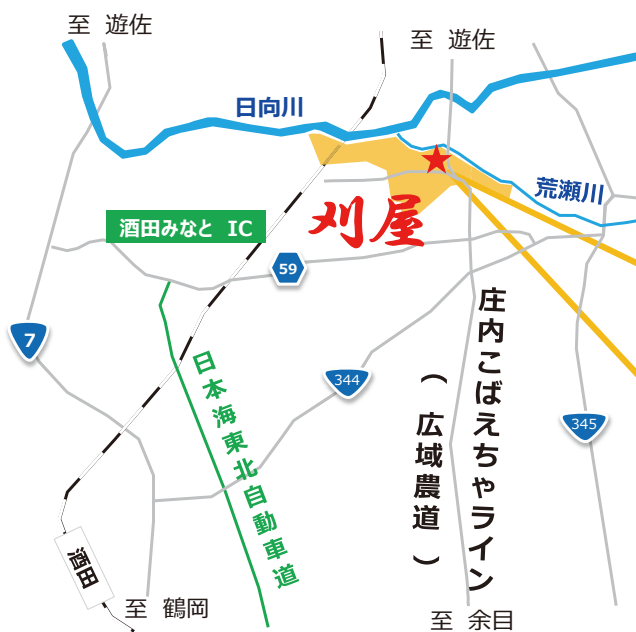 至 遊佐
至 遊佐
日向川
荒瀬川
刈屋
酒田みなと IC
59
7
344
345
日本海東北自動車道
庄内こばえちゃライン
(広域農道)
酒田
至 鶴岡
至 余目